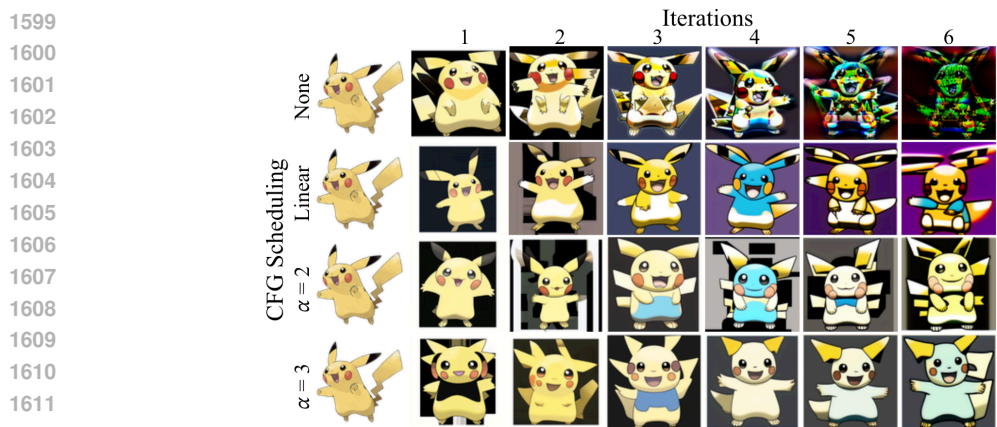 Iterations
1 2 3 4 5 6
CFG Scheduling
None
Linear
α = 2
α = 3
1599
1600
1601
1602
1603
1604
1605
1606
1607
1608
1609
1610
1611